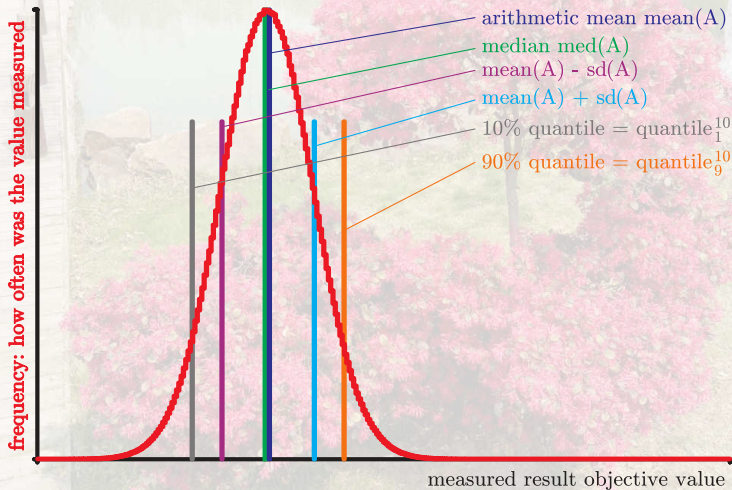 frequency: how often was the value measured
arithmetic mean mean(A)
median med(A)
mean(A) - sd(A)
mean(A) + sd(A)
10% quantile = quantile₁¹⁰
90% quantile = quantile₉¹⁰
measured result objective value